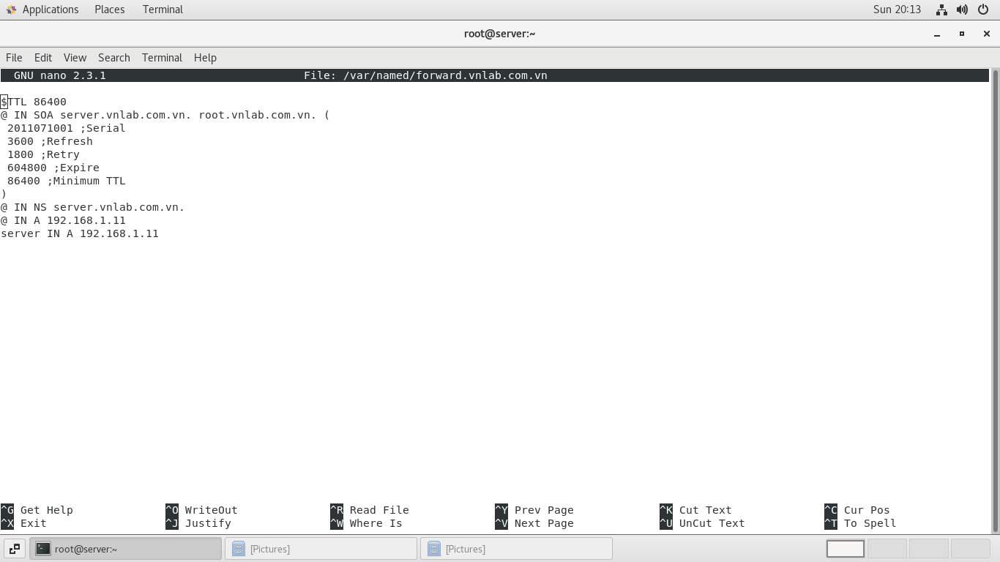 Applications Places Terminal Sun 20:13
root@server:~
File Edit View Search Terminal Help
GNU nano 2.3.1 File: /var/named/forward.vnlab.com.vn
$TTL 86400
@ IN SOA server.vnlab.com.vn. root.vnlab.com.vn. (
2011071001 ;Serial
3600 ;Refresh
1800 ;Retry
604800 ;Expire
86400 ;Minimum TTL
)
@ IN NS server.vnlab.com.vn.
@ IN A 192.168.1.11
server IN A 192.168.1.11
^G Get Help ^O WriteOut ^R Read File ^Y Prev Page ^K Cut Text ^C Cur Pos
^X Exit ^J Justify ^W Where Is ^V Next Page ^U UnCut Text ^T To Spell
root@server:~ [Pictures] [Pictures]